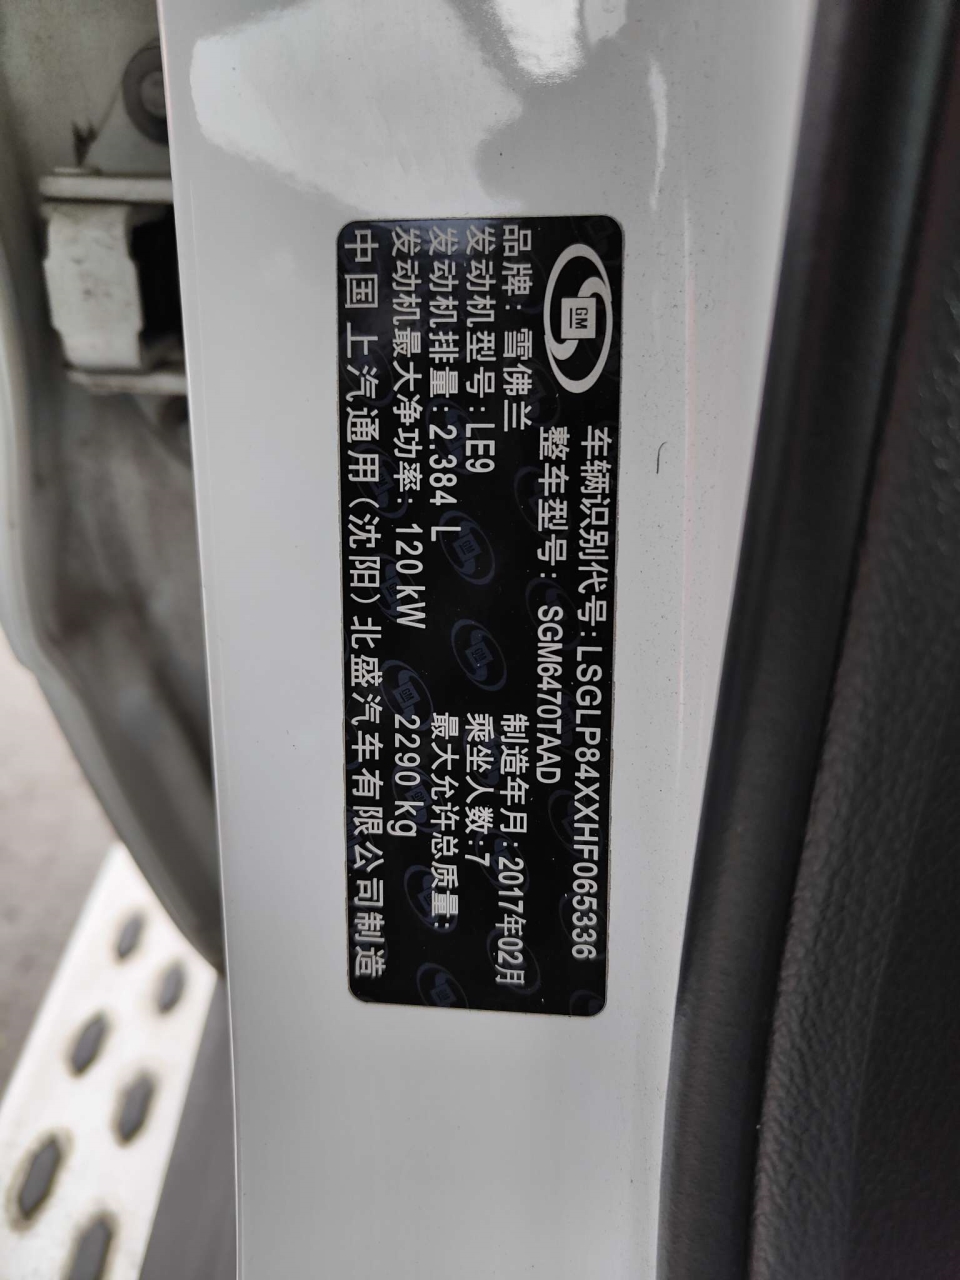 GM
车辆识别代号:LSGLP84XXHF065336
整车型号: SGM6470TAAD
品牌: 雪佛兰
制造年月:2017年02月
发动机型号:LE9
乘坐人数:7
发动机排量:2.384 L
最大允许总质量:
发动机最大净功率: 120 kW
2290 kg
中国 上汽通用(沈阳)北盛汽车有限公司制造